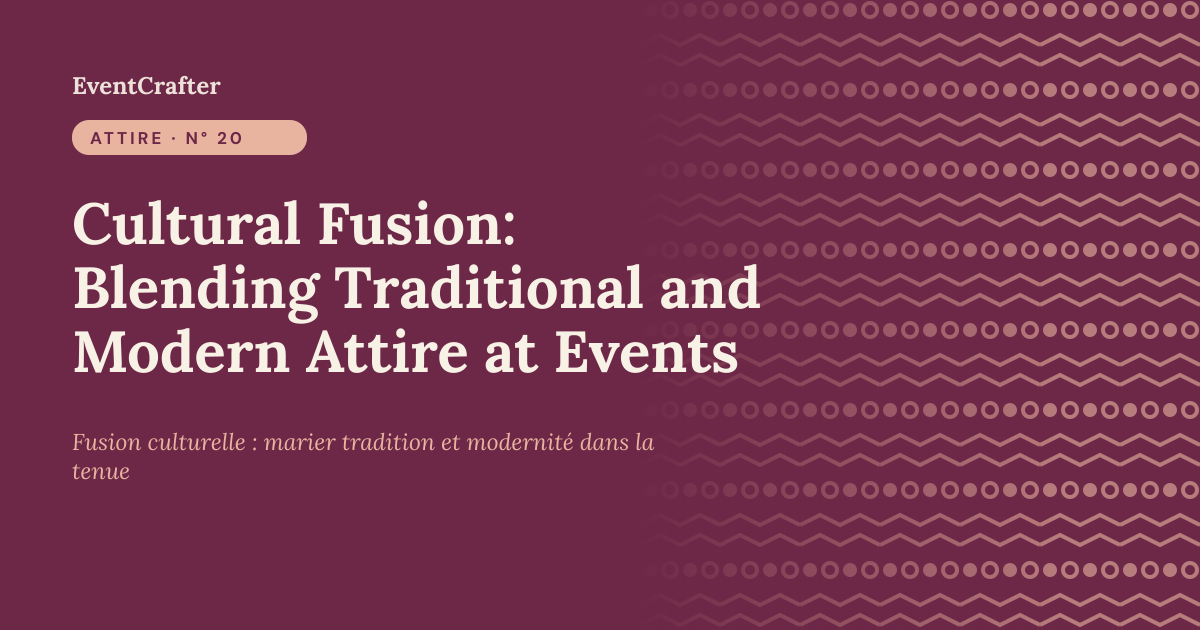 EventCrafter
ATTIRE · N° 20
Cultural Fusion:
Blending Traditional and
Modern Attire at Events
Fusion culturelle : marier tradition et modernité dans la
tenue